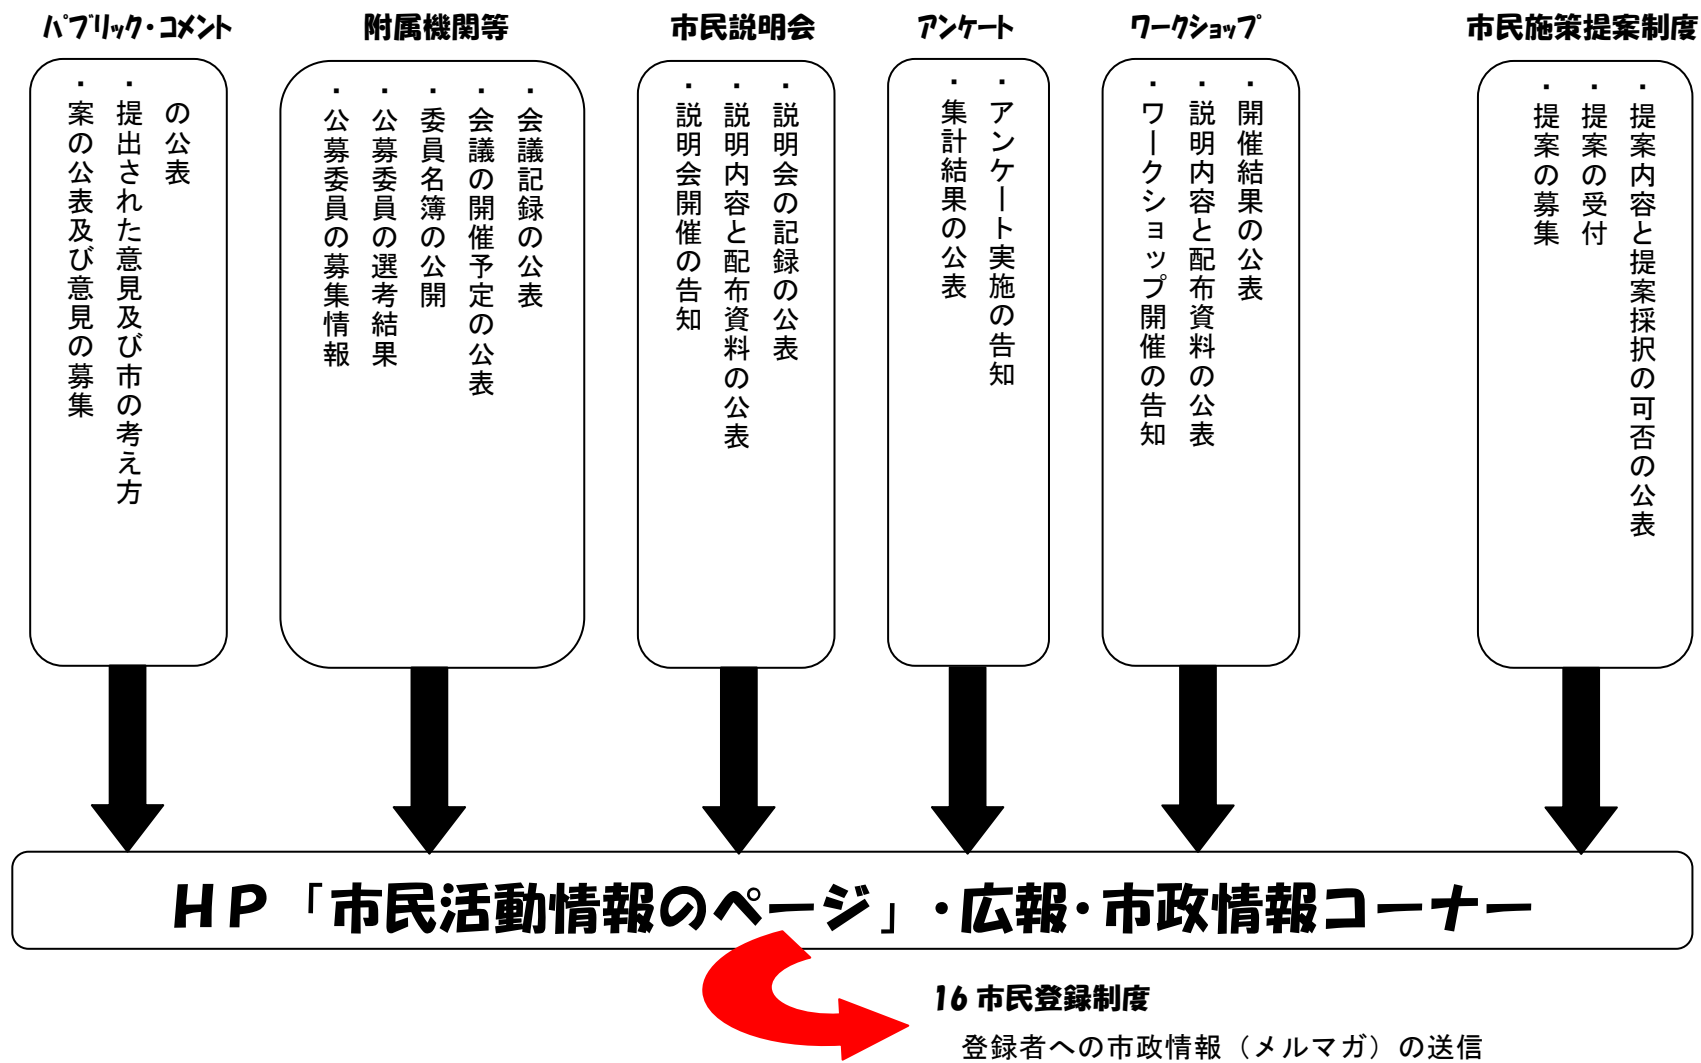 パブリック・コメント
・案の公表及び意見の募集
・提出された意見及び市の考え方
の公表
附属機関等
・公募委員の募集情報
・公募委員の選考結果
・委員名簿の公開
・会議の開催予定の公表
・会議記録の公表
市民説明会
・説明会開催の告知
・説明内容と配布資料の公表
・説明会の記録の公表
アンケート
・集計結果の公表
・アンケート実施の告知
ワークショップ
・ワークショップ開催の告知
・説明内容と配布資料の公表
・開催結果の公表
市民施策提案制度
・提案の募集
・提案の受付
・提案内容と提案採択の可否の公表
HP「市民活動情報のページ」・広報・市政情報コーナー
16 市民登録制度
登録者への市政情報（メルマガ）の送信